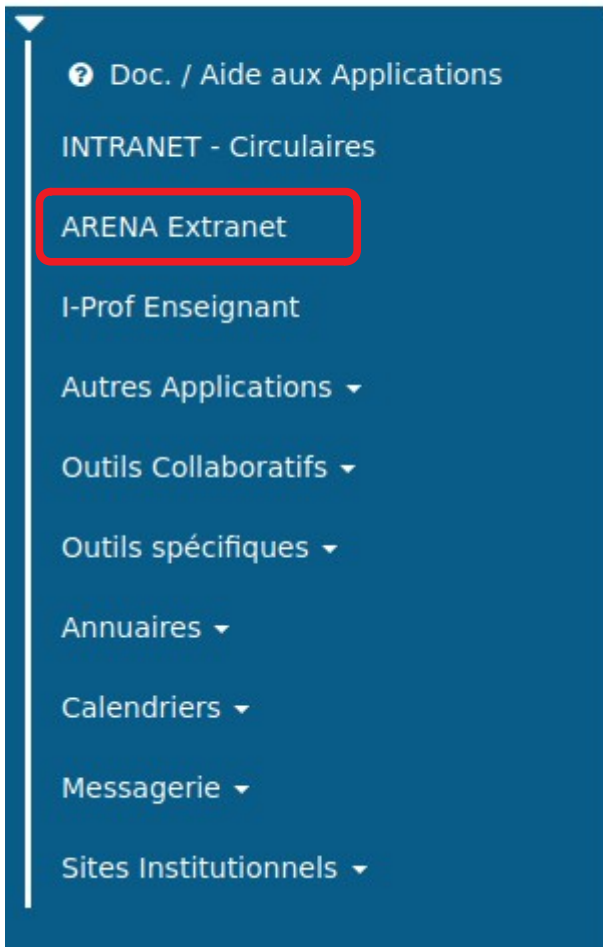 Doc. / Aide aux Applications
INTRANET - Circulaires
ARENA Extranet
I-Prof Enseignant
Autres Applications
Outils Collaboratifs
Outils spécifiques
Annuaires
Calendriers
Messagerie
Sites Institutionnels